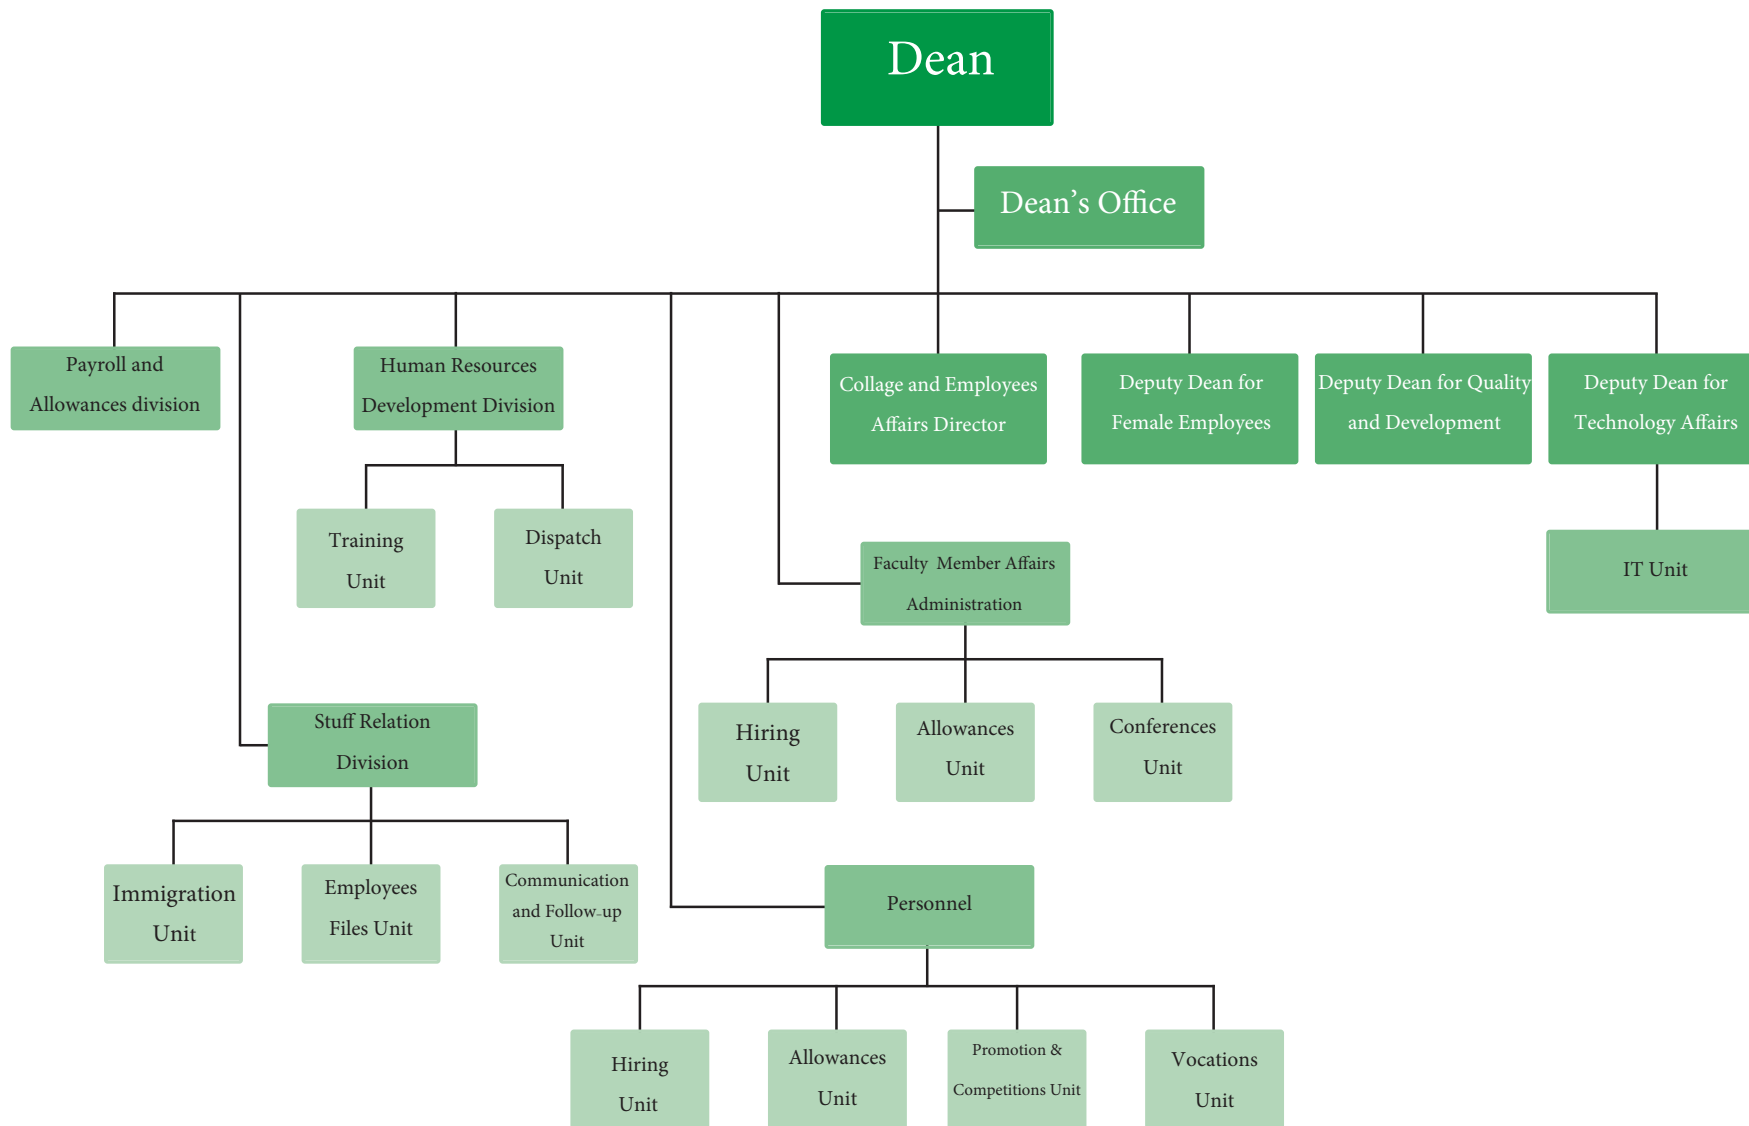 Dean
Dean’s Office
Payroll and
Allowances division
Human Resources
Development Division
Collage and Employees
Affairs Director
Deputy Dean for
Female Employees
Deputy Dean for Quality
and Development
Deputy Dean for
Technology Affairs
Training
Unit
Dispatch
Unit
Faculty Member Affairs
Administration
IT Unit
Stuff Relation
Division
Hiring
Unit
Allowances
Unit
Conferences
Unit
Immigration
Unit
Employees
Files Unit
Communication
and Follow-up
Unit
Personnel
Hiring
Unit
Allowances
Unit
Promotion &
Competitions Unit
Vocations
Unit